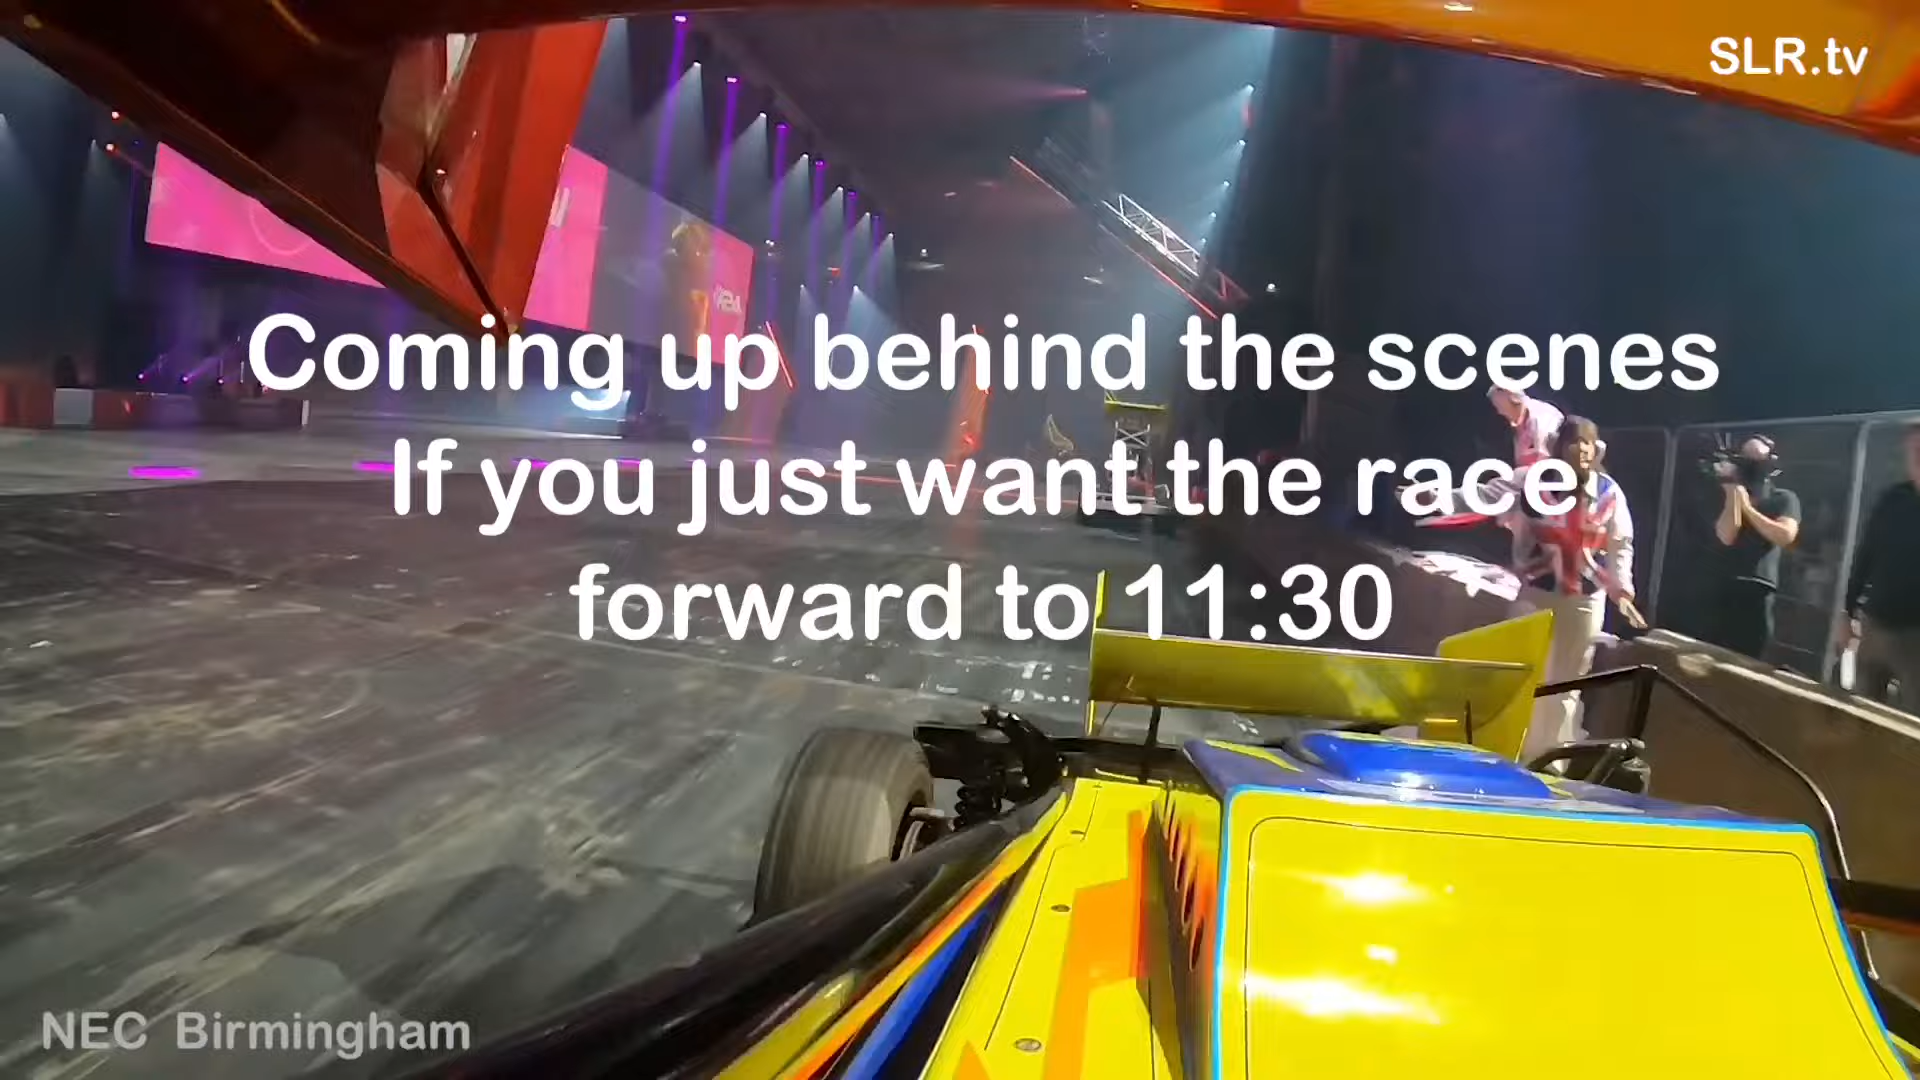 SLR.tv
Coming up behind the scenes
If you just want the race
forward to 11:30
NEC Birmingham